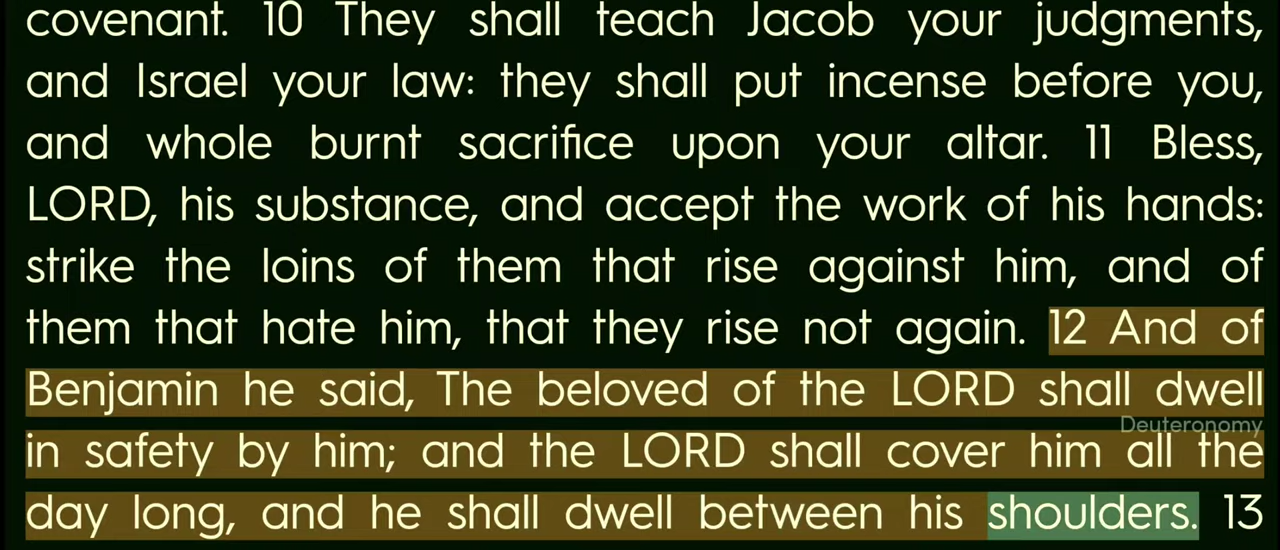 covenant. 10 They shall teach Jacob your judgments,
and Israel your law: they shall put incense before you,
and whole burnt sacrifice upon your altar. 11 Bless,
LORD, his substance, and accept the work of his hands:
strike the loins of them that rise against him, and of
them that hate him, that they rise not again. 12 And of
Benjamin he said, The beloved of the LORD shall dwell
Deuteronomy
in safety by him; and the LORD shall cover him all the
day long, and he shall dwell between his shoulders. 13